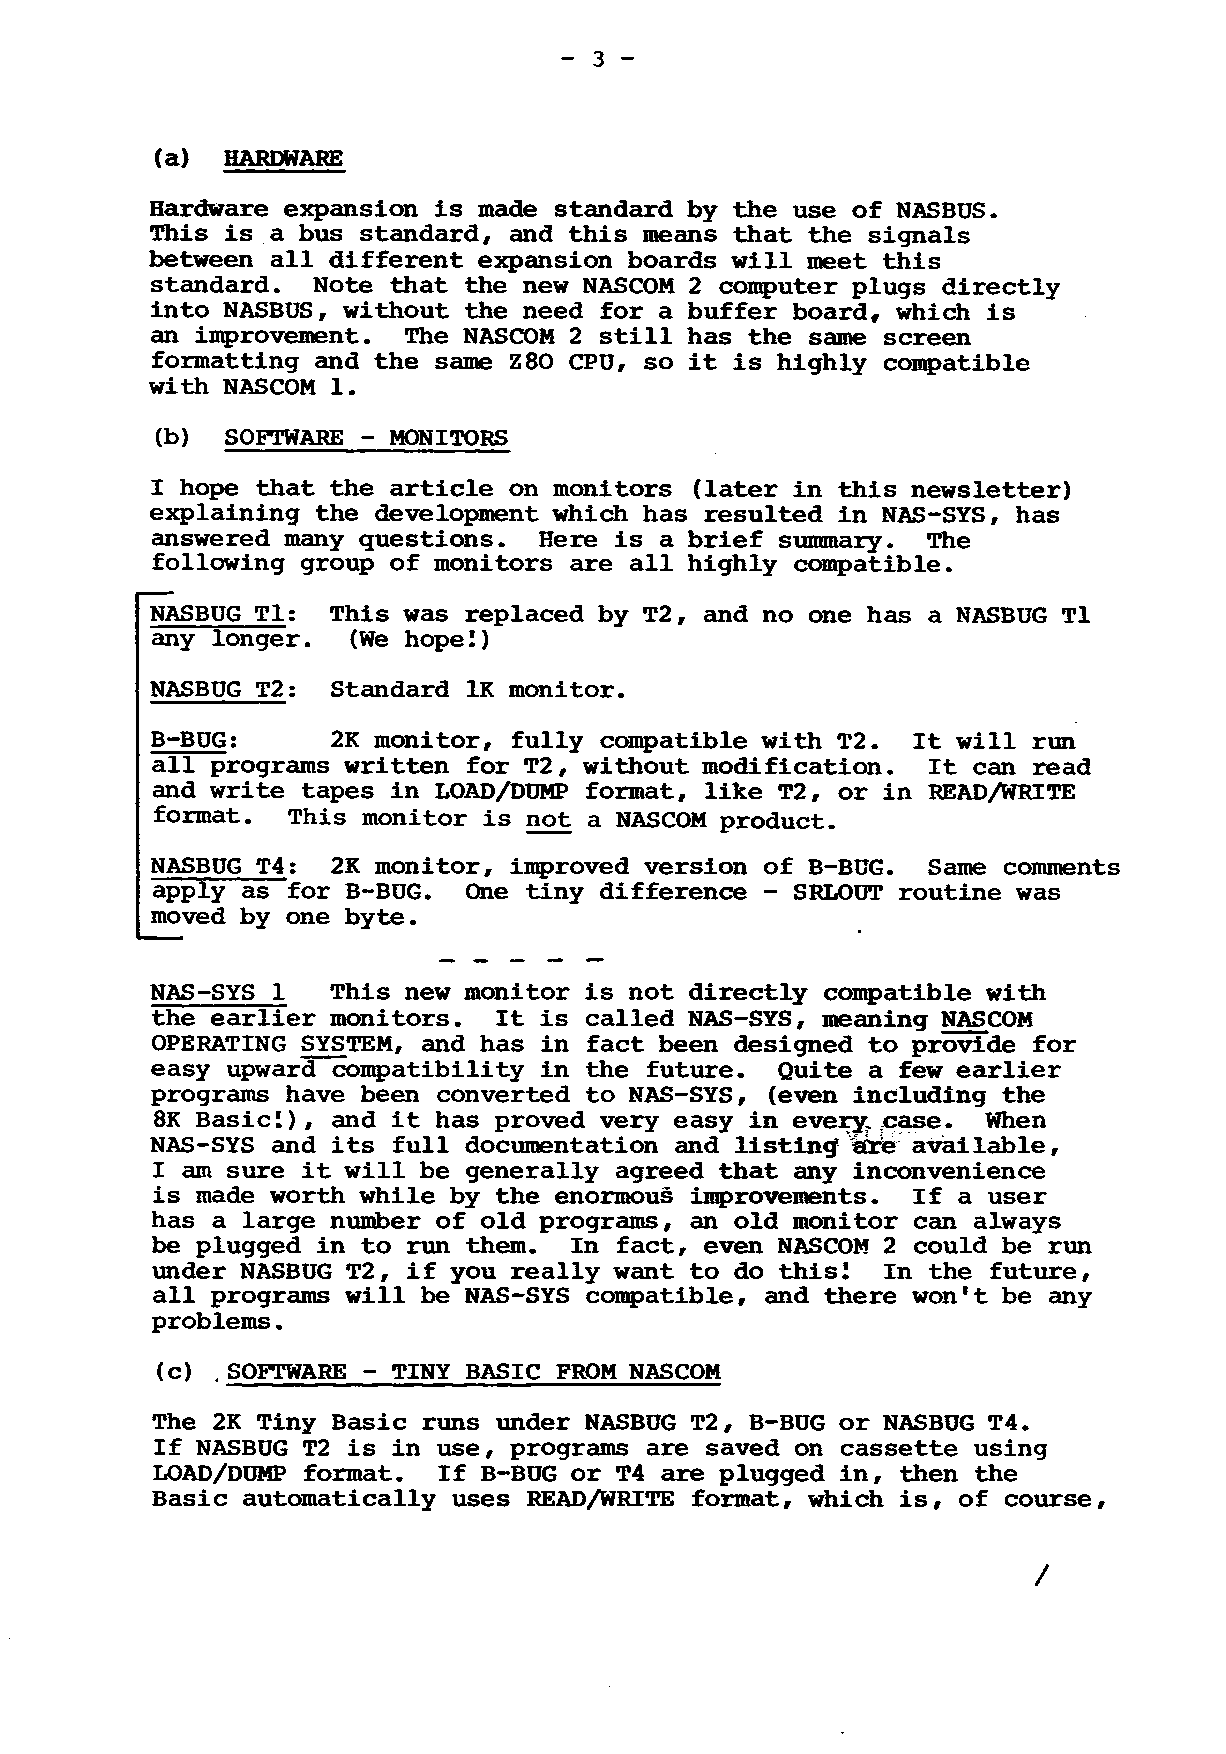 - 3 -
(a) HARDWARE
Hardware expansion is made standard by the use of NASBUS.
This is a bus standard, and this means that the signals
between all different expansion boards will meet this
standard. Note that the new NASCOM 2 computer plugs directly
into NASBUS, without the need for a buffer board, which is
an improvement. The NASCOM 2 still has the same screen
formatting and the same Z80 CPU, so it is highly compatible
with NASCOM 1.
(b) SOFTWARE - MONITORS
I hope that the article on monitors (later in this newsletter)
explaining the development which has resulted in NAS-SYS, has
answered many questions. Here is a brief summary. The
following group of monitors are all highly compatible.
NASBUG T1: This was replaced by T2, and no one has a NASBUG T1
any longer. (We hope!)
NASBUG T2: Standard 1K monitor.
B-BUG: 2K monitor, fully compatible with T2. It will run
all programs written for T2, without modification. It can read
and write tapes in LOAD/DUMP format, like T2, or in READ/WRITE
format. This monitor is not a NASCOM product.
NASBUG T4: 2K monitor, improved version of B-BUG. Same comments
apply as for B-BUG. One tiny difference - SRLOUT routine was
moved by one byte.
- - - - -
NAS-SYS 1 This new monitor is not directly compatible with
the earlier monitors. It is called NAS-SYS, meaning NASCOM
OPERATING SYSTEM, and has in fact been designed to provide for
easy upward compatibility in the future. Quite a few earlier
programs have been converted to NAS-SYS, (even including the
8K Basic!), and it has proved very easy in every case. When
NAS-SYS and its full documentation and listing are available,
I am sure it will be generally agreed that any inconvenience
is made worth while by the enormous improvements. If a user
has a large number of old programs, an old monitor can always
be plugged in to run them. In fact, even NASCOM 2 could be run
under NASBUG T2, if you really want to do this! In the future,
all programs will be NAS-SYS compatible, and there won't be any
problems.
(c) SOFTWARE - TINY BASIC FROM NASCOM
The 2K Tiny Basic runs under NASBUG T2, B-BUG or NASBUG T4.
If NASBUG T2 is in use, programs are saved on cassette using
LOAD/DUMP format. If B-BUG or T4 are plugged in, then the
Basic automatically uses READ/WRITE format, which is, of course,
/